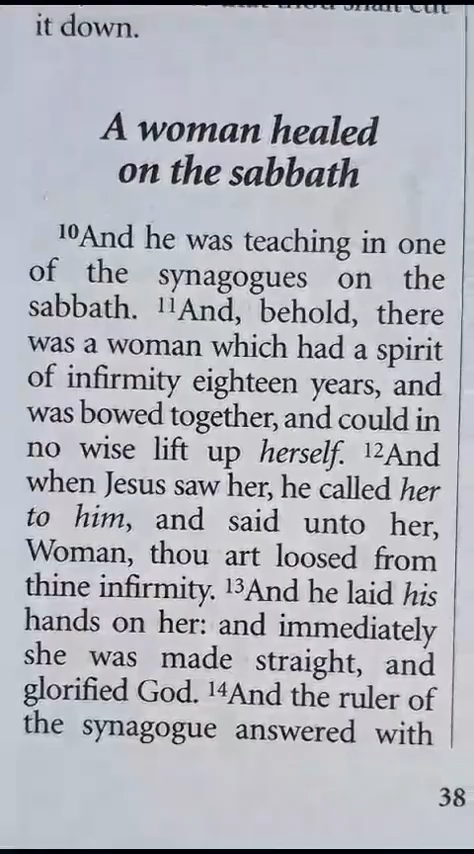 it down.
A woman healed
on the sabbath
¹⁰And he was teaching in one
of the synagogues on the
sabbath. ¹¹And, behold, there
was a woman which had a spirit
of infirmity eighteen years, and
was bowed together, and could in
no wise lift up herself. ¹²And
when Jesus saw her, he called her
to him, and said unto her,
Woman, thou art loosed from
thine infirmity. ¹³And he laid his
hands on her: and immediately
she was made straight, and
glorified God. ¹⁴And the ruler of
the synagogue answered with
38